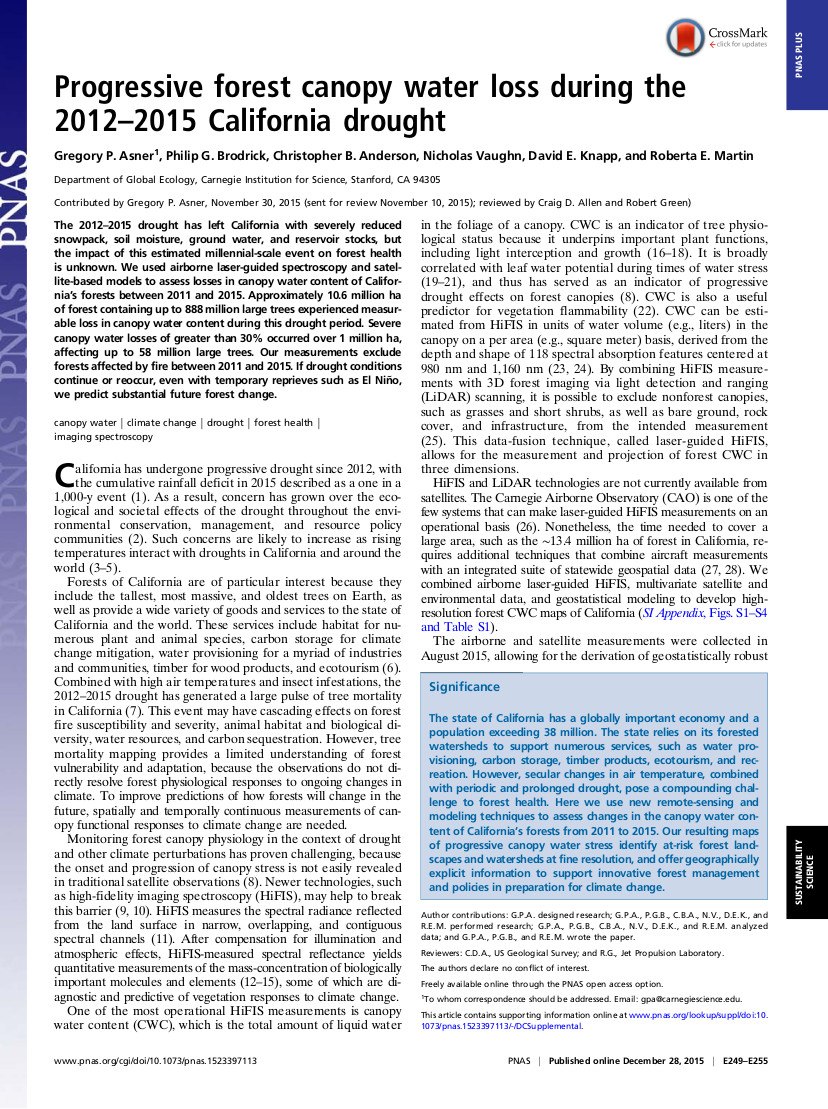 CrossMark
click for updates
PNAS PLUS
Progressive forest canopy water loss during the
2012–2015 California drought
Gregory P. Asner1, Philip G. Brodrick, Christopher B. Anderson, Nicholas Vaughn, David E. Knapp, and Roberta E. Martin
Department of Global Ecology, Carnegie Institution for Science, Stanford, CA 94305
Contributed by Gregory P. Asner, November 30, 2015 (sent for review November 10, 2015; reviewed by Craig D. Allen and Robert Green)
The 2012–2015 drought has left California with severely reduced
snowpack, soil moisture, ground water, and reservoir stocks, but
the impact of this estimated millennial-scale event on forest health
is unknown. We used airborne laser-guided spectroscopy and satel-
lite-based models to assess losses in canopy water content of Califor-
nia's forests between 2011 and 2015. Approximately 10.6 million ha
of forest containing up to 888 million large trees experienced measur-
able loss in canopy water content during this drought period. Severe
canopy water losses of greater than 30% occurred over 1 million ha,
affecting up to 58 million large trees. Our measurements exclude
forests affected by fire between 2011 and 2015. If drought conditions
continue or reoccur, even with temporary reprieves such as El Niño,
we predict substantial future forest change.
canopy water | climate change | drought | forest health |
imaging spectroscopy
California has undergone progressive drought since 2012, with
the cumulative rainfall deficit in 2015 described as a one in a
1,000-y event (1). As a result, concern has grown over the eco-
logical and societal effects of the drought throughout the envi-
ronmental conservation, management, and resource policy
communities (2). Such concerns are likely to increase as rising
temperatures interact with droughts in California and around the
world (3–5).
Forests of California are of particular interest because they
include the tallest, most massive, and oldest trees on Earth, as
well as provide a wide variety of goods and services to the state of
California and the world. These services include habitat for nu-
merous plant and animal species, carbon storage for climate
change mitigation, water provisioning for a myriad of industries
and communities, timber for wood products, and ecotourism (6).
Combined with high air temperatures and insect infestations, the
2012–2015 drought has generated a large pulse of tree mortality
in California (7). This event may have cascading effects on forest
fire susceptibility and severity, animal habitat and biological di-
versity, water resources, and carbon sequestration. However, tree
mortality mapping provides a limited understanding of forest
vulnerability and adaptation, because the observations do not di-
rectly resolve forest physiological responses to ongoing changes in
climate. To improve predictions of how forests will change in the
future, spatially and temporally continuous measurements of can-
opy functional responses to climate change are needed.
Monitoring forest canopy physiology in the context of drought
and other climate perturbations has proven challenging, because
the onset and progression of canopy stress is not easily revealed
in traditional satellite observations (8). Newer technologies, such
as high-fidelity imaging spectroscopy (HiFIS), may help to break
this barrier (9, 10). HiFIS measures the spectral radiance reflected
from the land surface in narrow, overlapping, and contiguous
spectral channels (11). After compensation for illumination and
atmospheric effects, HiFIS-measured spectral reflectance yields
quantitative measurements of the mass-concentration of biologically
important molecules and elements (12–15), some of which are di-
agnostic and predictive of vegetation responses to climate change.
One of the most operational HiFIS measurements is canopy
water content (CWC), which is the total amount of liquid water
in the foliage of a canopy. CWC is an indicator of tree physio-
logical status because it underpins important plant functions,
including light interception and growth (16–18). It is broadly
correlated with leaf water potential during times of water stress
(19–21), and thus has served as an indicator of progressive
drought effects on forest canopies (8). CWC is also a useful
predictor for vegetation flammability (22). CWC can be esti-
mated from HiFIS in units of water volume (e.g., liters) in the
canopy on a per area (e.g., square meter) basis, derived from the
depth and shape of 118 spectral absorption features centered at
980 nm and 1,160 nm (23, 24). By combining HiFIS measure-
ments with 3D forest imaging via light detection and ranging
(LiDAR) scanning, it is possible to exclude nonforest canopies,
such as grasses and short shrubs, as well as bare ground, rock
cover, and infrastructure, from the intended measurement
(25). This data-fusion technique, called laser-guided HiFIS,
allows for the measurement and projection of forest CWC in
three dimensions.
HiFIS and LiDAR technologies are not currently available from
satellites. The Carnegie Airborne Observatory (CAO) is one of the
few systems that can make laser-guided HiFIS measurements on an
operational basis (26). Nonetheless, the time needed to cover a
large area, such as the ~13.4 million ha of forest in California, re-
quires additional techniques that combine aircraft measurements
with an integrated suite of statewide geospatial data (27, 28). We
combined airborne laser-guided HiFIS, multivariate satellite and
environmental data, and geostatistical modeling to develop high-
resolution forest CWC maps of California (SI Appendix, Figs. S1–S4
and Table S1).
The airborne and satellite measurements were collected in
August 2015, allowing for the derivation of geostatistically robust
Significance
The state of California has a globally important economy and a
population exceeding 38 million. The state relies on its forested
watersheds to support numerous services, such as water pro-
visioning, carbon storage, timber products, ecotourism, and rec-
reation. However, secular changes in air temperature, combined
with periodic and prolonged drought, pose a compounding chal-
lenge to forest health. Here we use new remote-sensing and
modeling techniques to assess changes in the canopy water con-
tent of California's forests from 2011 to 2015. Our resulting maps
of progressive canopy water stress identify at-risk forest land-
scapes and watersheds at fine resolution, and offer geographically
explicit information to support innovative forest management
and policies in preparation for climate change.
SUSTAINABILITY
SCIENCE
Author contributions: G.P.A. designed research; G.P.A., P.G.B., C.B.A., N.V., D.E.K., and
R.E.M. performed research; G.P.A., P.G.B., C.B.A., N.V., D.E.K., and R.E.M. analyzed
data; and G.P.A., P.G.B., and R.E.M. wrote the paper.
Reviewers: C.D.A., US Geological Survey; and R.G., Jet Propulsion Laboratory.
The authors declare no conflict of interest.
Freely available online through the PNAS open access option.
1To whom correspondence should be addressed. Email: gpa@carnegiescience.edu.
This article contains supporting information online at www.pnas.org/lookup/suppl/doi:10.
1073/pnas.1523397113/-/DCSupplemental.
www.pnas.org/cgi/doi/10.1073/pnas.1523397113
PNAS | Published online December 28, 2015 | E249–E255
PNAS
PNAS
PNAS
PNAS
PNAS
PNAS